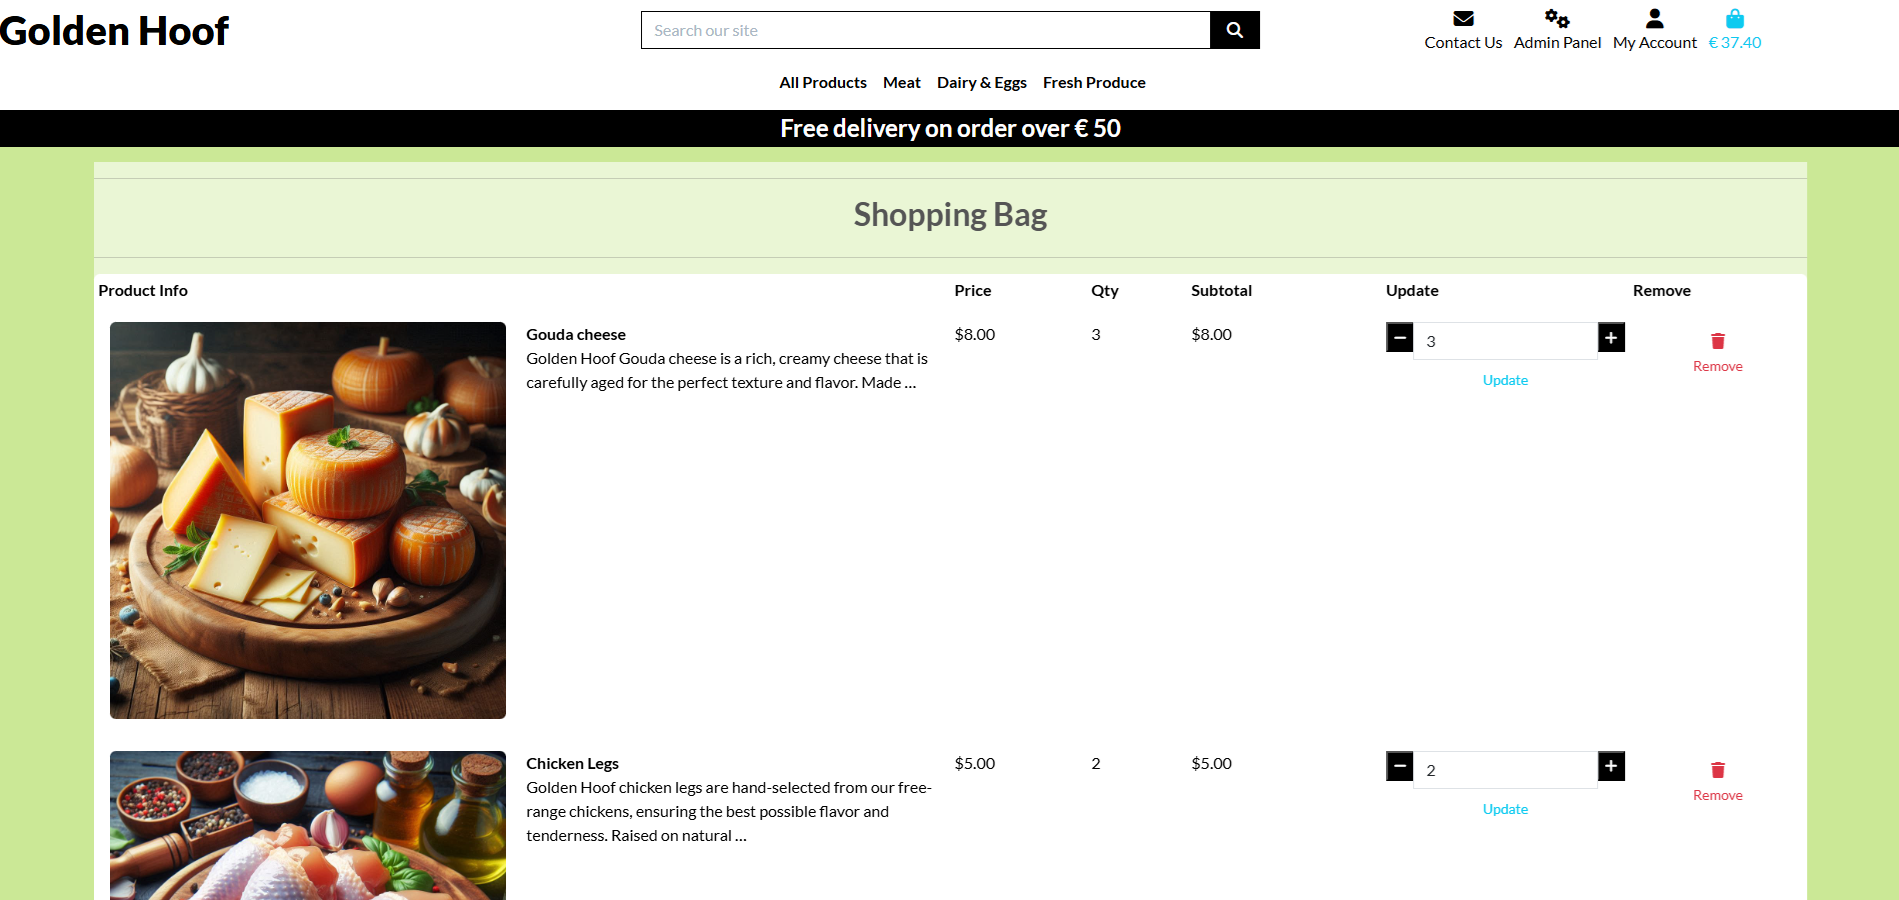 Golden Hoof
Search our site
Contact Us
Admin Panel
My Account
€ 37.40
All Products
Meat
Dairy & Eggs
Fresh Produce
Free delivery on order over € 50
Shopping Bag
Product Info
Price
Qty
Subtotal
Update
Remove
Gouda cheese
Golden Hoof Gouda cheese is a rich, creamy cheese that is
carefully aged for the perfect texture and flavor. Made ...
$8.00
3
$8.00
3
Update
Remove
Chicken Legs
Golden Hoof chicken legs are hand-selected from our free-
range chickens, ensuring the best possible flavor and
tenderness. Raised on natural ...
$5.00
2
$5.00
2
Update
Remove